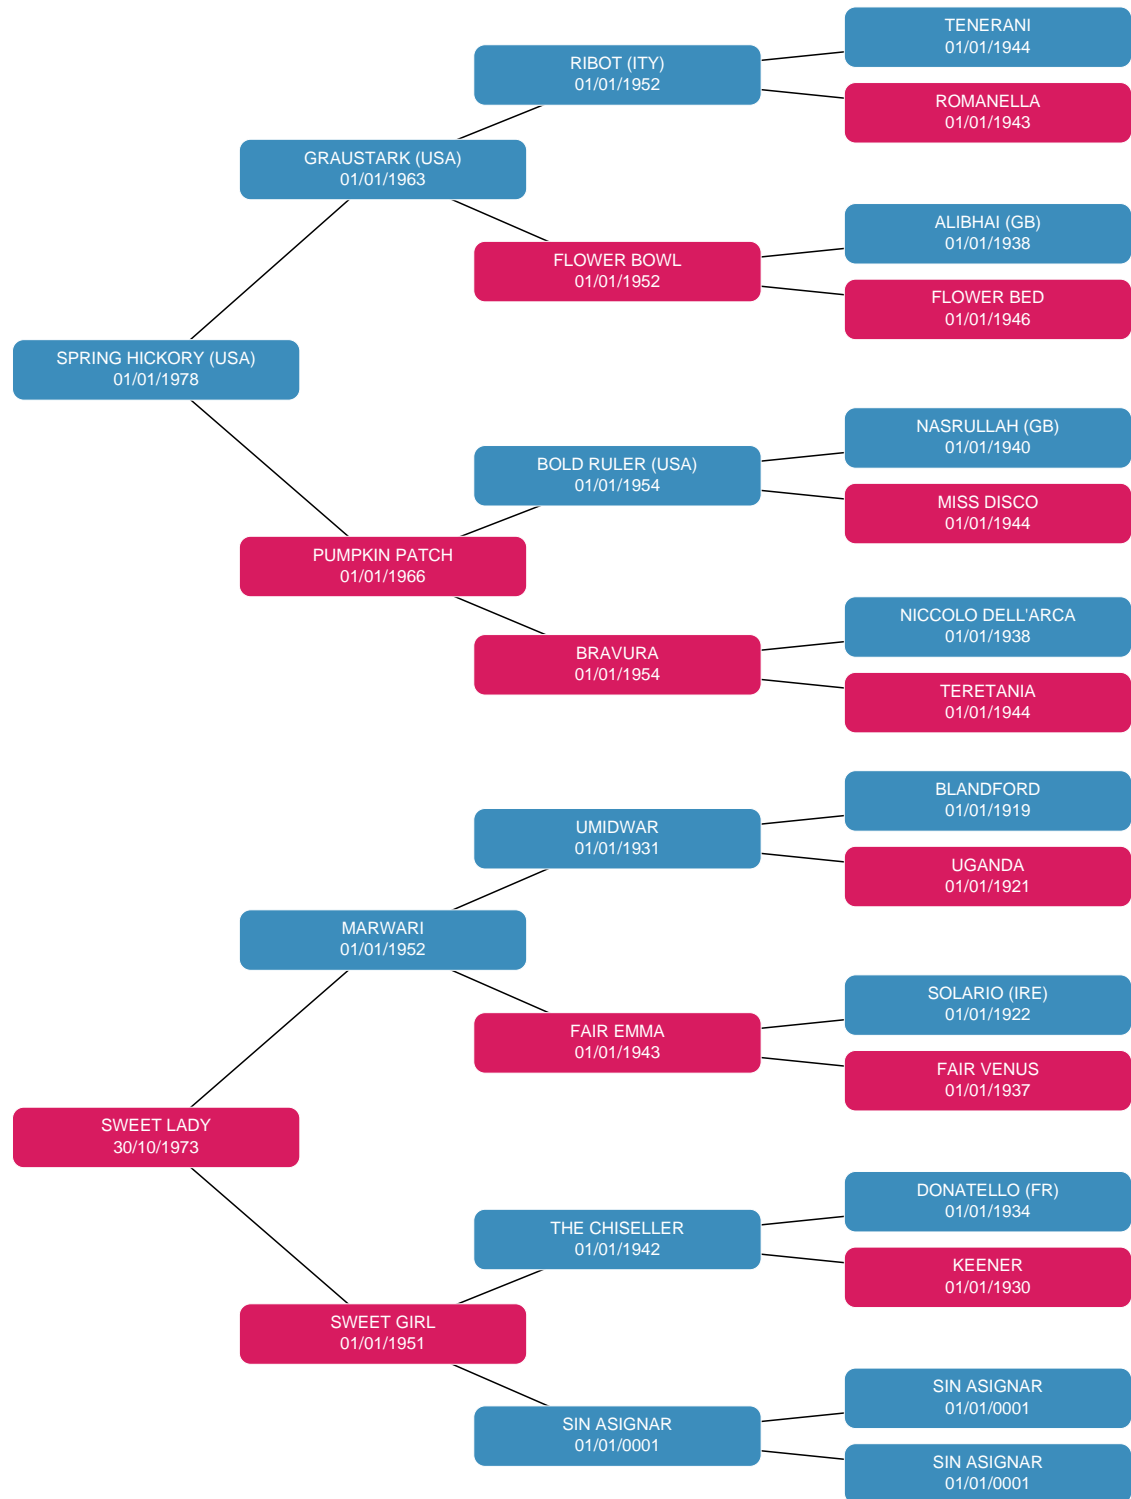 TENERANI
01/01/1944
RIBOT (ITY)
01/01/1952
ROMANELLA
01/01/1943
GRAUSTARK (USA)
01/01/1963
ALIBHAI (GB)
01/01/1938
FLOWER BOWL
01/01/1952
FLOWER BED
01/01/1946
SPRING HICKORY (USA)
01/01/1978
NASRULLAH (GB)
01/01/1940
BOLD RULER (USA)
01/01/1954
MISS DISCO
01/01/1944
PUMPKIN PATCH
01/01/1966
NICCOLO DELL'ARCA
01/01/1938
BRAVURA
01/01/1954
TERETANIA
01/01/1944
BLANDFORD
01/01/1919
UMIDWAR
01/01/1931
UGANDA
01/01/1921
MARWARI
01/01/1952
SOLARIO (IRE)
01/01/1922
FAIR EMMA
01/01/1943
FAIR VENUS
01/01/1937
SWEET LADY
30/10/1973
DONATELLO (FR)
01/01/1934
THE CHISELLER
01/01/1942
KEENER
01/01/1930
SWEET GIRL
01/01/1951
SIN ASIGNAR
01/01/0001
SIN ASIGNAR
01/01/0001
SIN ASIGNAR
01/01/0001